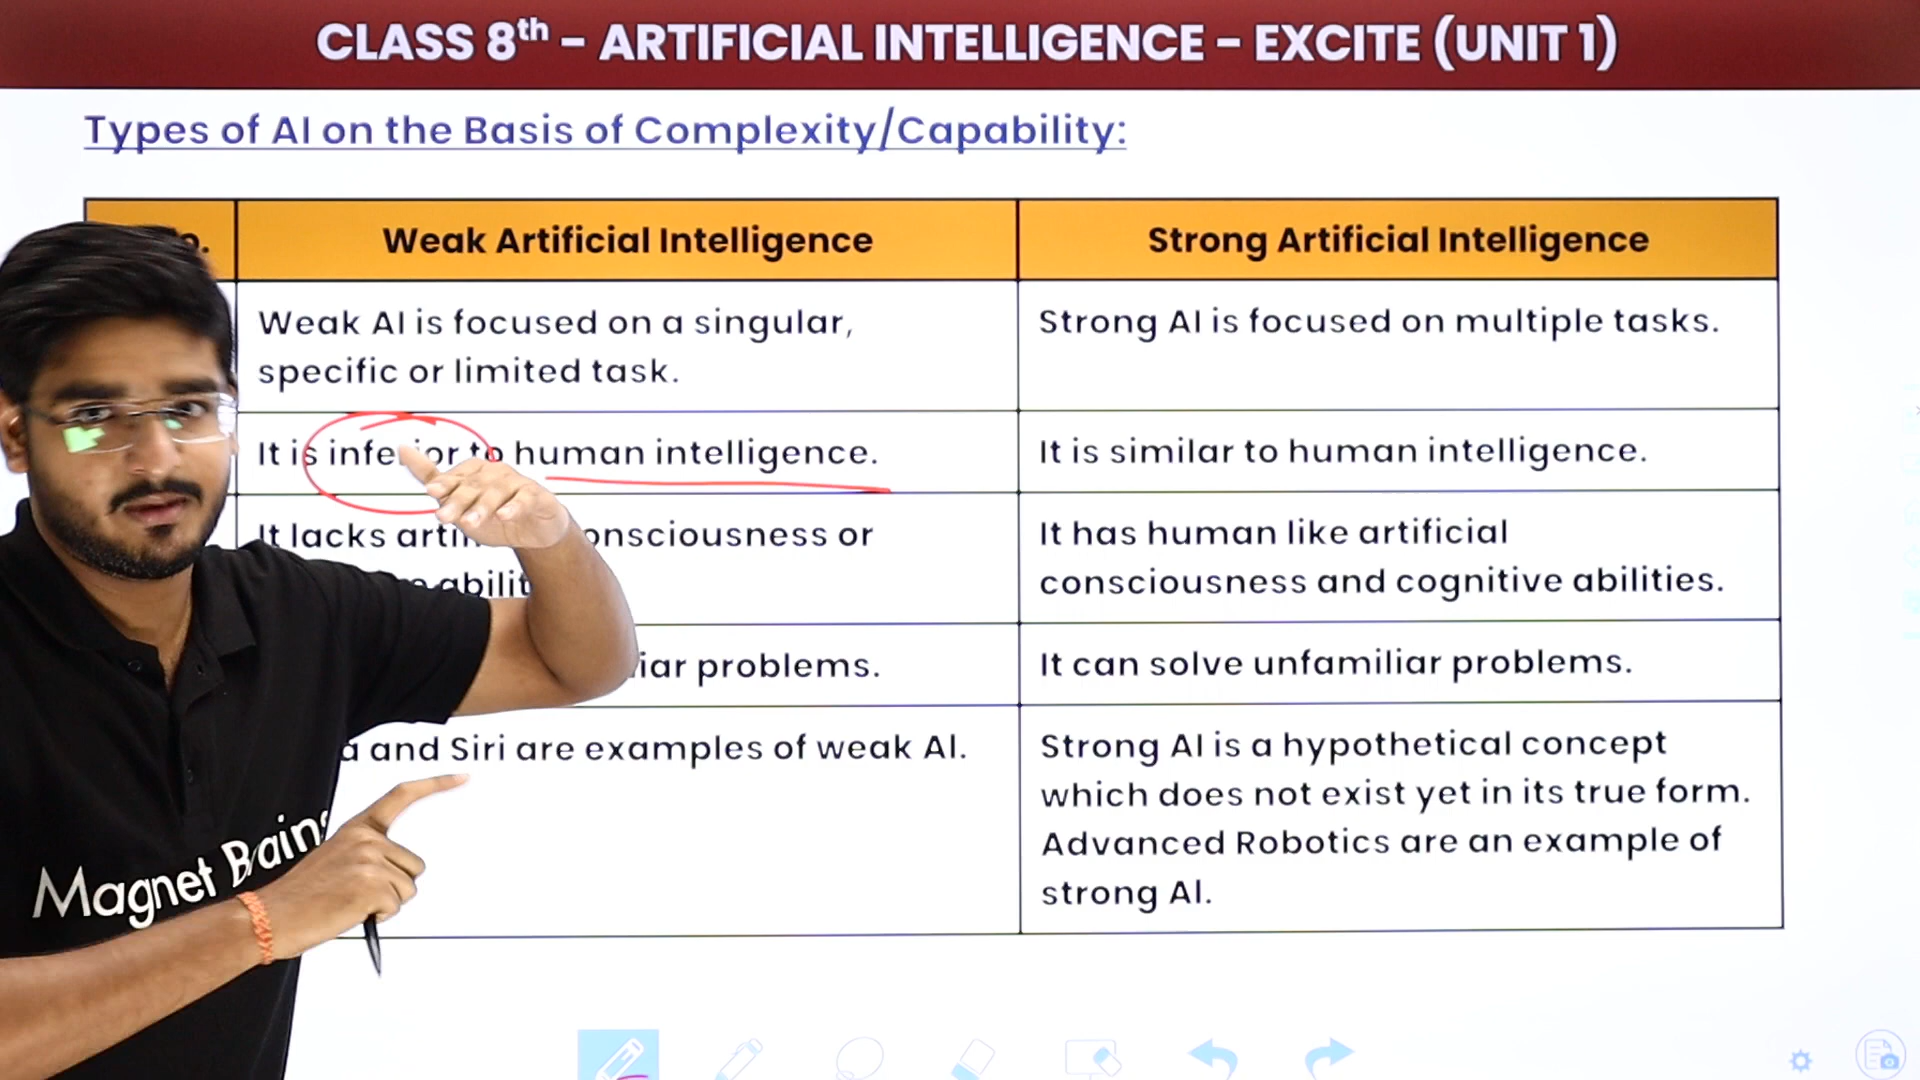 CLASS 8th - ARTIFICIAL INTELLIGENCE - EXCITE (UNIT 1)
Types of AI on the Basis of Complexity/Capability:
Weak Artificial Intelligence
Strong Artificial Intelligence
Weak AI is focused on a singular,
specific or limited task.
Strong AI is focused on multiple tasks.
It is inferior to human intelligence.
It is similar to human intelligence.
It lacks consciousness or
It has human like artificial
consciousness and cognitive abilities.
problems.
It can solve unfamiliar problems.
and Siri are examples of weak AI.
Strong AI is a hypothetical concept
which does not exist yet in its true form.
Advanced Robotics are an example of
strong AI.
Magnet Brains